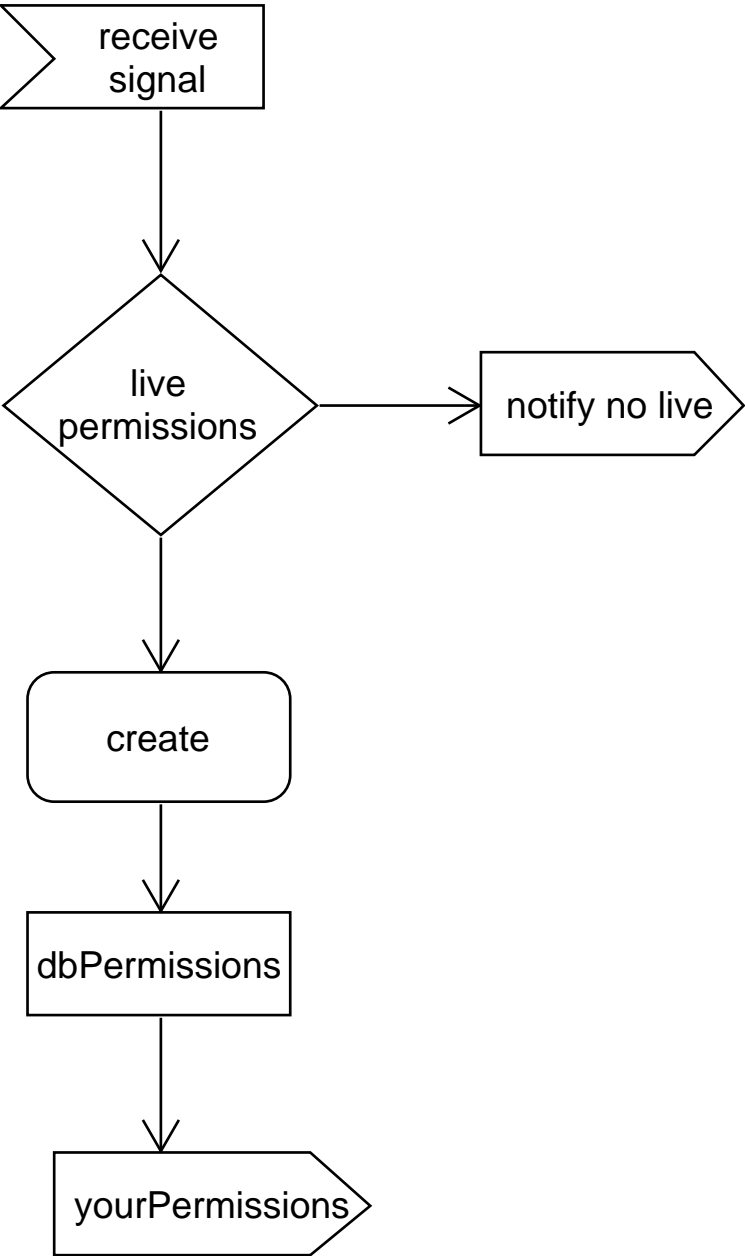 receive
signal
live
permissions
notify no live
create
dbPermissions
yourPermissions